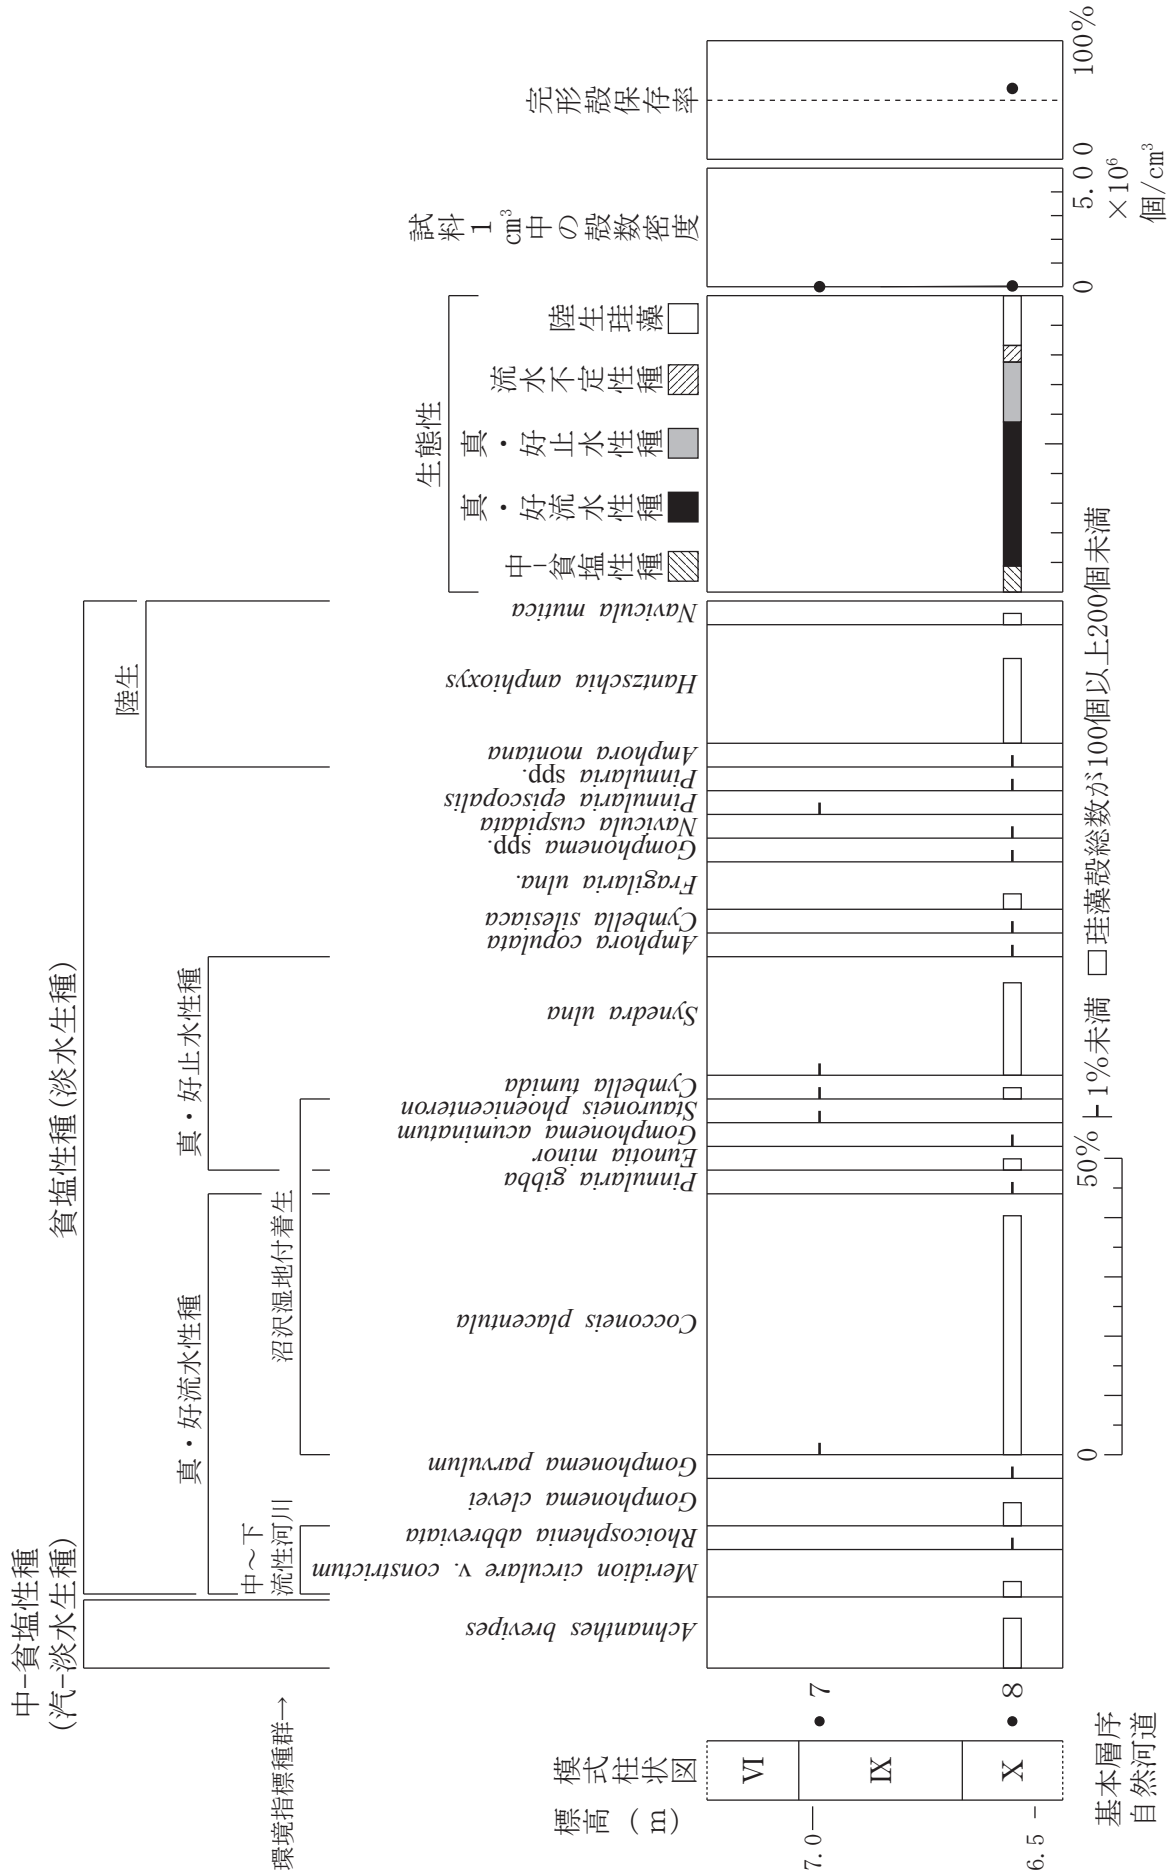 中−貧塩性種
(汽−淡水生種)
貧塩性種(淡水生種)
環境指標種群→
真・好流水性種
真・好止水性種
陸生
中～下
流性河川
沼沢湿地付着生
標高(m)
模式柱状図
Achnanthes brevipes
Meridion circulare v. constrictum
Rhoicosphenia abbreviata
Gomphonema clevei
Gomphonema parvulum
Cocconeis placentula
Pinnularia gibba
Eunotia minor
Gomphonema acuminatum
Stauroneis phoenicenteron
Cymbella tumida
Synedra ulna
Amphora copulata
Cymbella silesiaca
Fragilaria ulna.
Gomphonema spp.
Navicula cuspidata
Pinnularia episcopalis
Pinnularia spp.
Amphora montana
Hantzschia amphioxys
Navicula mutica
生態性
中−貧塩性種
真・好流水性種
真・好止水性種
流水不定性種
陸生珪藻
試料1cm³中の殻数密度
完形殻保存率
7.0
6.5
VI
IX
X
7
8
基本層序
自然河道
0
50%
1%未満
珪藻殻総数が100個以上200個未満
0
5.0
×10⁶
個/cm³
0
100%